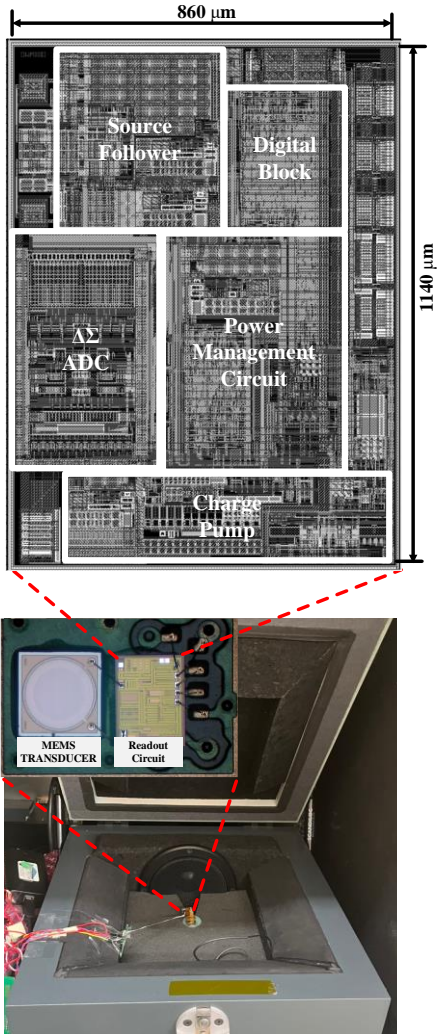 860 µm
Source
Follower
Digital
Block
1140 µm
ΔΣ
ADC
Power
Management
Circuit
Charge
Pump
MEMS
TRANSDUCER
Readout
Circuit